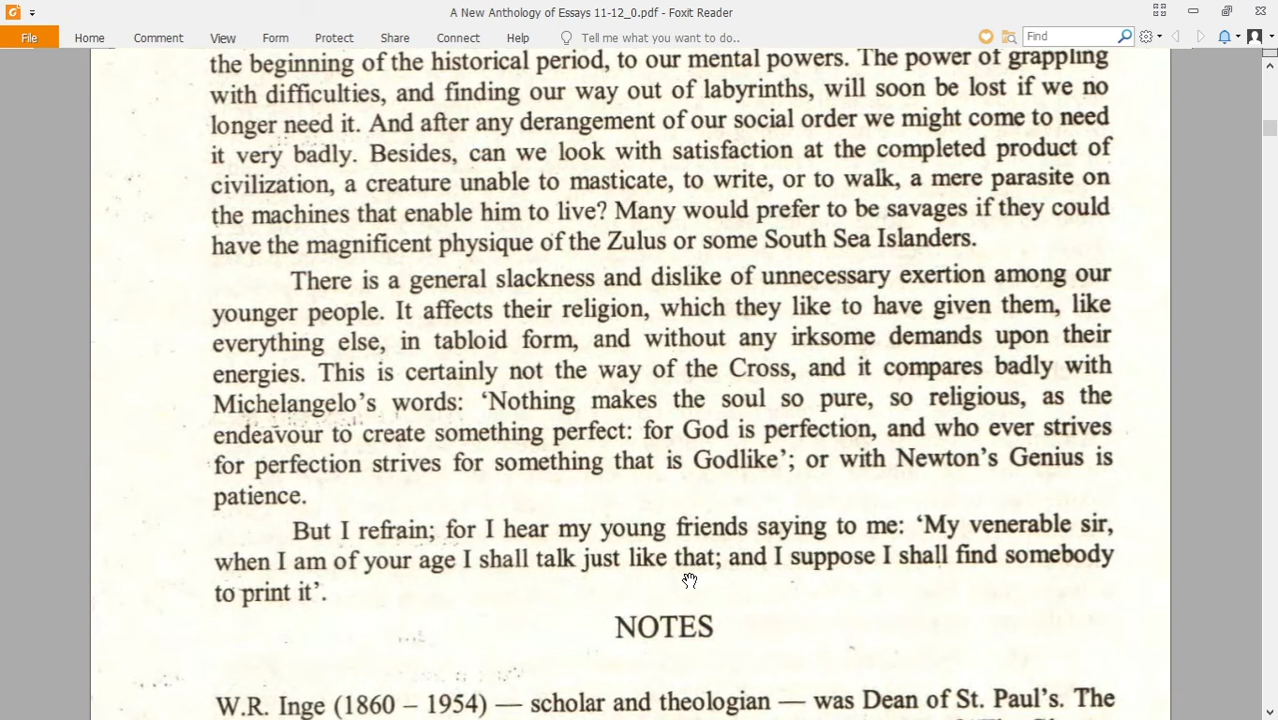 A New Anthology of Essays 11-12_0.pdf - Foxit Reader
File Home Comment View Form Protect Share Connect Help Tell me what you want to do.. Find
the beginning of the historical period, to our mental powers. The power of grappling
with difficulties, and finding our way out of labyrinths, will soon be lost if we no
longer need it. And after any derangement of our social order we might come to need
it very badly. Besides, can we look with satisfaction at the completed product of
civilization, a creature unable to masticate, to write, or to walk, a mere parasite on
the machines that enable him to live? Many would prefer to be savages if they could
have the magnificent physique of the Zulus or some South Sea Islanders.
There is a general slackness and dislike of unnecessary exertion among our
younger people. It affects their religion, which they like to have given them, like
everything else, in tabloid form, and without any irksome demands upon their
energies. This is certainly not the way of the Cross, and it compares badly with
Michelangelo's words: 'Nothing makes the soul so pure, so religious, as the
endeavour to create something perfect: for God is perfection, and who ever strives
for perfection strives for something that is Godlike'; or with Newton's Genius is
patience.
But I refrain; for I hear my young friends saying to me: 'My venerable sir,
when I am of your age I shall talk just like that; and I suppose I shall find somebody
to print it'.
NOTES
W.R. Inge (1860 – 1954) — scholar and theologian — was Dean of St. Paul's. The